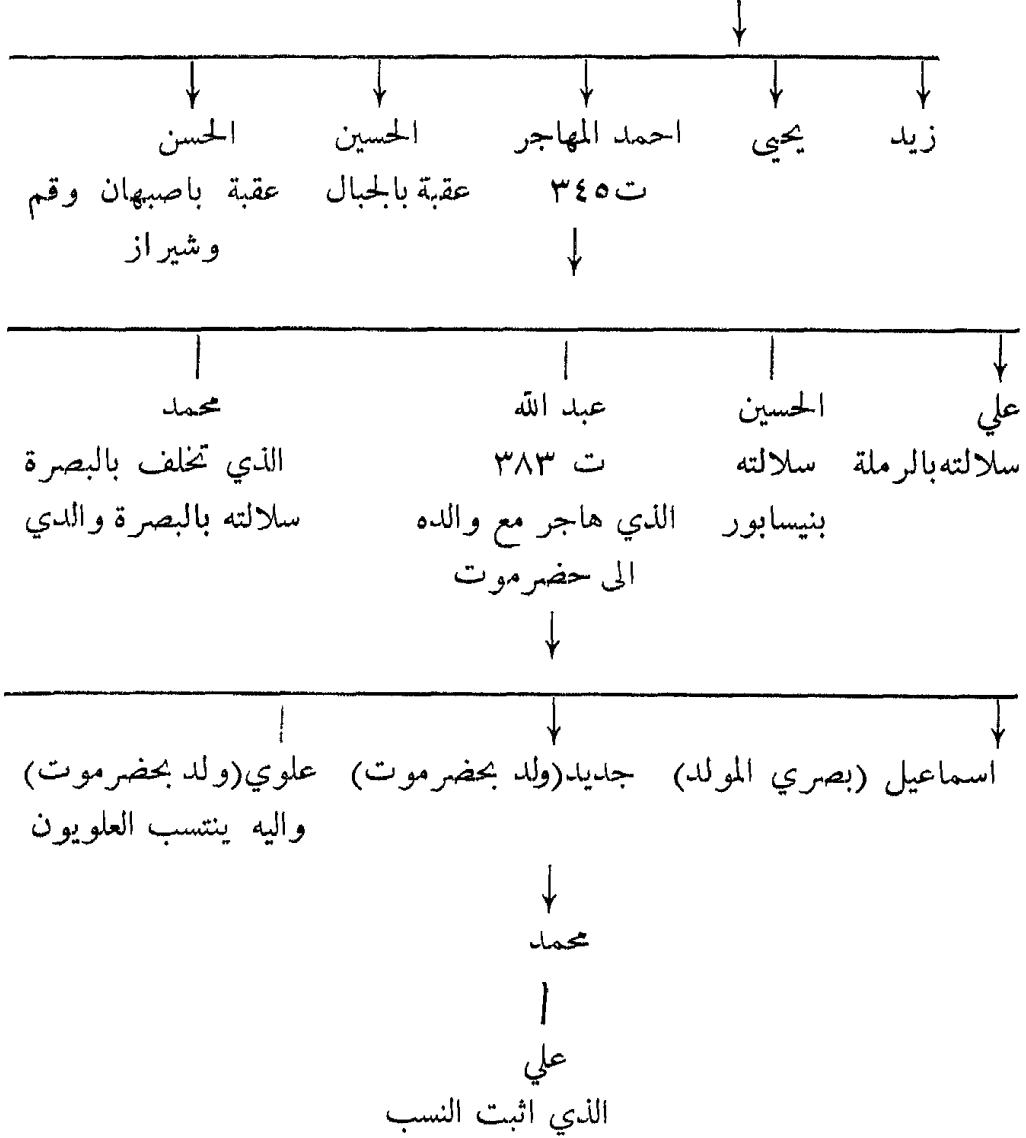 زيد يحيى احمد المهاجر الحسين الحسن
ت٣٤٥ عقبة بالجبال عقبة باصبهان وقم
وشيراز
علي الحسين عبد الله محمد
سلالته بالرملة سلالته ت ٣٨٣ الذي تخلف بالبصرة
بنيسابور الذي هاجر مع والده سلالته بالبصرة والدي
الى حضرموت
اسماعيل (بصري المولد) جديد(ولد بحضرموت) علوي(ولد بحضرموت)
واليه ينتسب العلويون
محمد
علي
الذي اثبت النسب